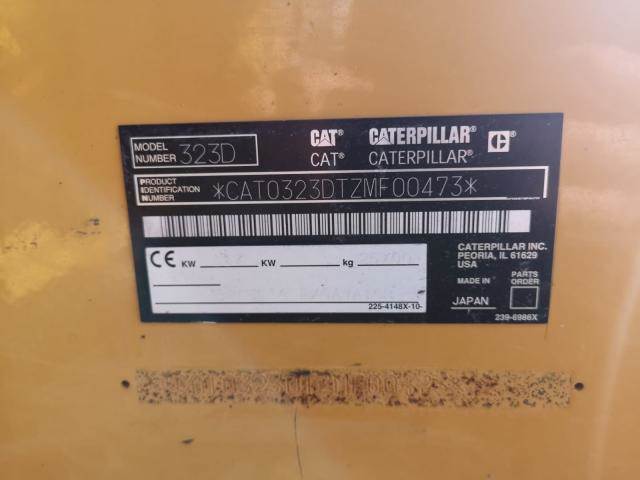 MODEL NUMBER 323D
CAT® CATERPILLAR® C®
CAT® CATERPILLAR®
PRODUCT IDENTIFICATION NUMBER *CAT0323DTZMF00473*
CE KW KW kg
225-4148X-10-
CATERPILLAR INC.
PEORIA, IL 61629
USA
MADE IN PARTS ORDER
JAPAN
239-6986X